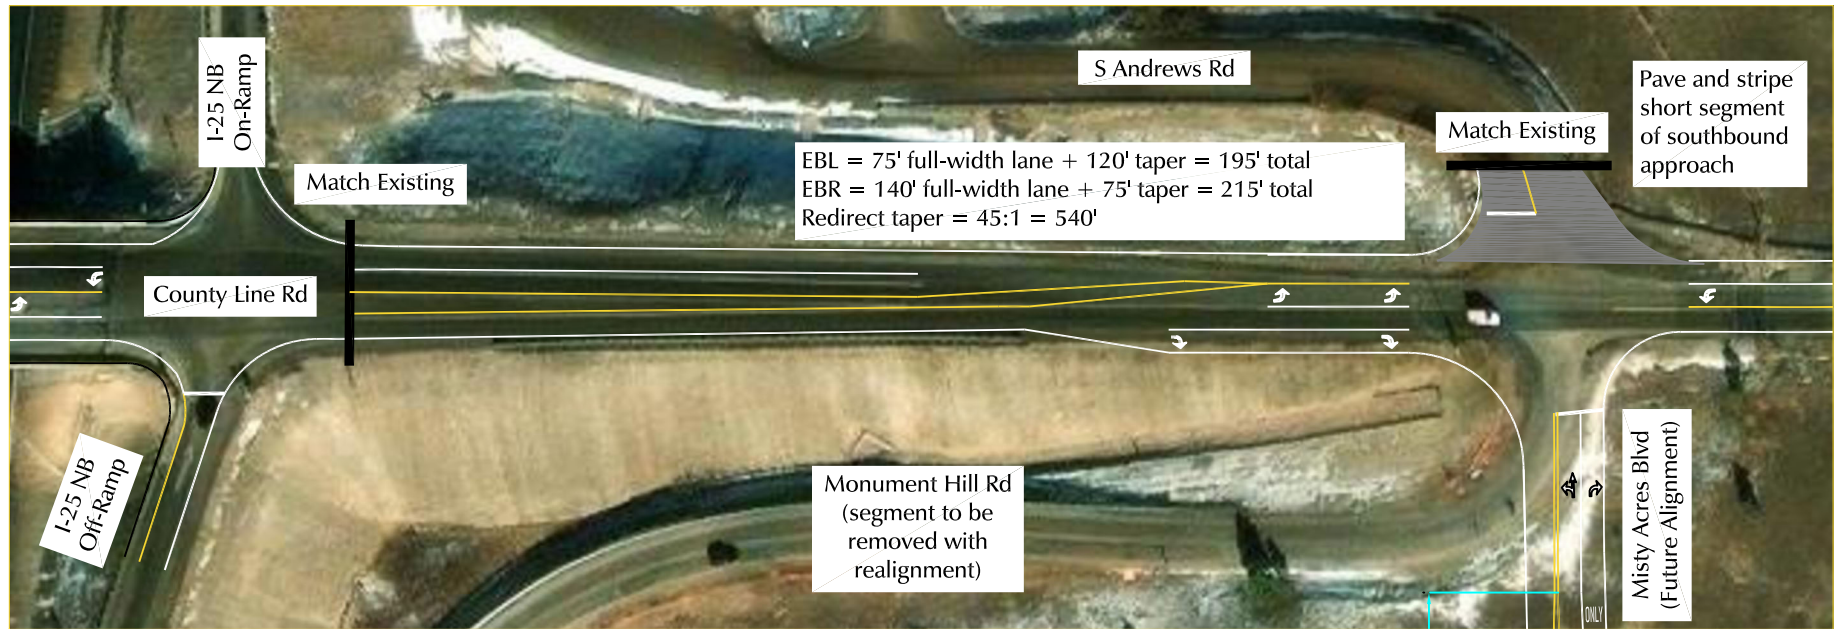 I-25 NB
On-Ramp
Match Existing
S Andrews Rd
Match Existing
Pave and stripe
short segment
of southbound
approach
EBL = 75' full-width lane + 120' taper = 195' total
EBR = 140' full-width lane + 75' taper = 215' total
Redirect taper = 45:1 = 540'
County Line Rd
I-25 NB
Off-Ramp
Monument Hill Rd
(segment to be
removed with
realignment)
Misty Acres Blvd
(Future Alignment)
ONLY